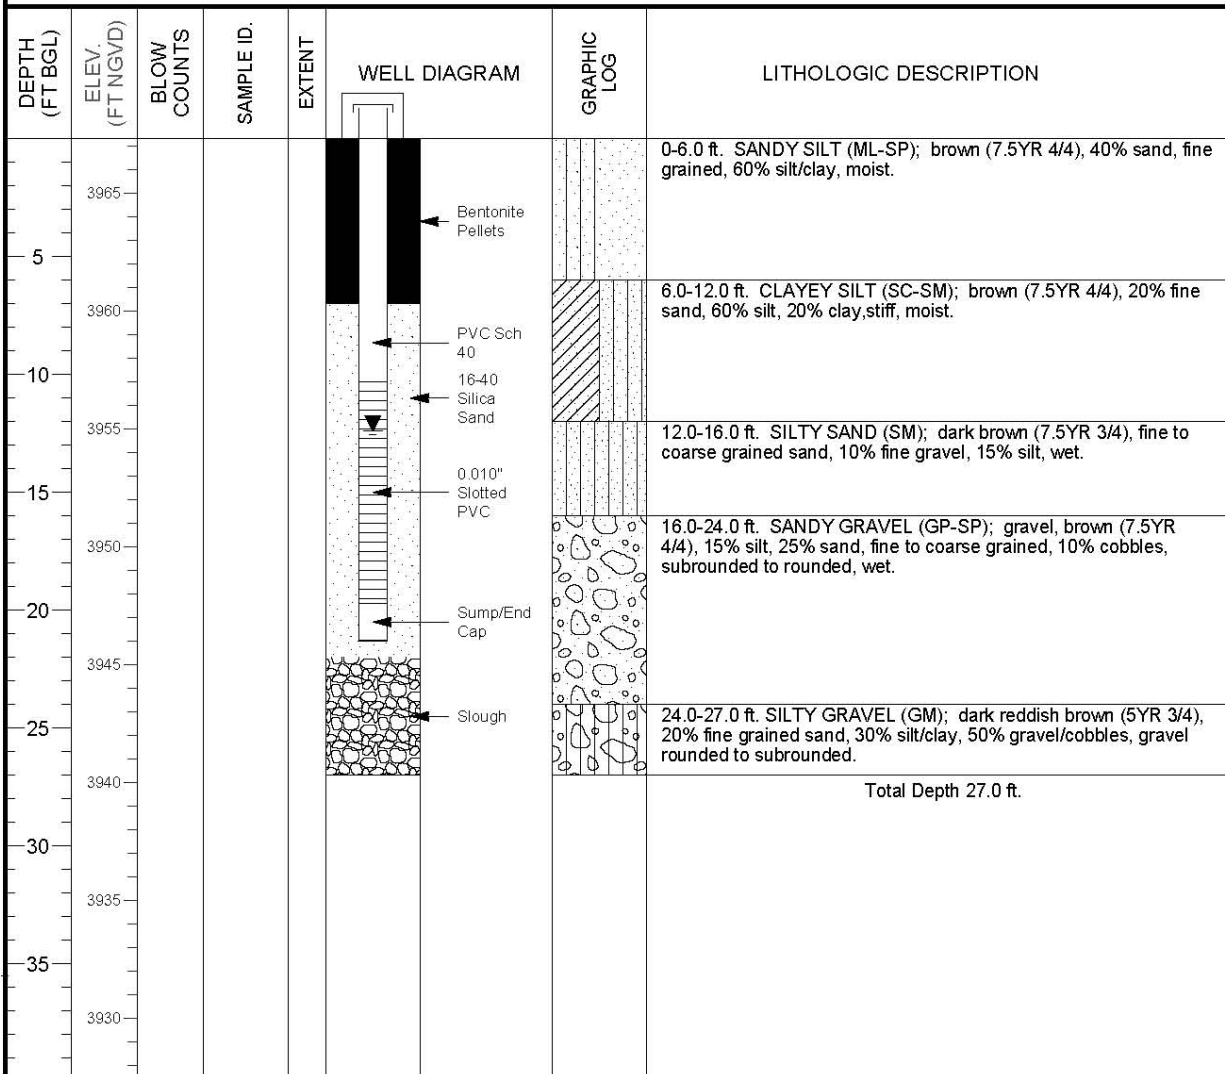 DEPTH
(FT BGL)
ELEV.
(FT NGVD)
BLOW
COUNTS
SAMPLE ID.
EXTENT
WELL DIAGRAM
GRAPHIC
LOG
LITHOLOGIC DESCRIPTION
0-6.0 ft. SANDY SILT (ML-SP); brown (7.5YR 4/4), 40% sand, fine
grained, 60% silt/clay, moist.
3965
Bentonite
Pellets
5
6.0-12.0 ft. CLAYEY SILT (SC-SM); brown (7.5YR 4/4), 20% fine
sand, 60% silt, 20% clay,stiff, moist.
3960
PVC Sch
40
10
16-40
Silica
Sand
3955
12.0-16.0 ft. SILTY SAND (SM); dark brown (7.5YR 3/4), fine to
coarse grained sand, 10% fine gravel, 15% silt, wet.
0.010"
Slotted
PVC
15
16.0-24.0 ft. SANDY GRAVEL (GP-SP); gravel, brown (7.5YR
4/4), 15% silt, 25% sand, fine to coarse grained, 10% cobbles,
subrounded to rounded, wet.
3950
20
Sump/End
Cap
3945
Slough
25
24.0-27.0 ft. SILTY GRAVEL (GM); dark reddish brown (5YR 3/4),
20% fine grained sand, 30% silt/clay, 50% gravel/cobbles, gravel
rounded to subrounded.
3940
Total Depth 27.0 ft.
30
3935
35
3930